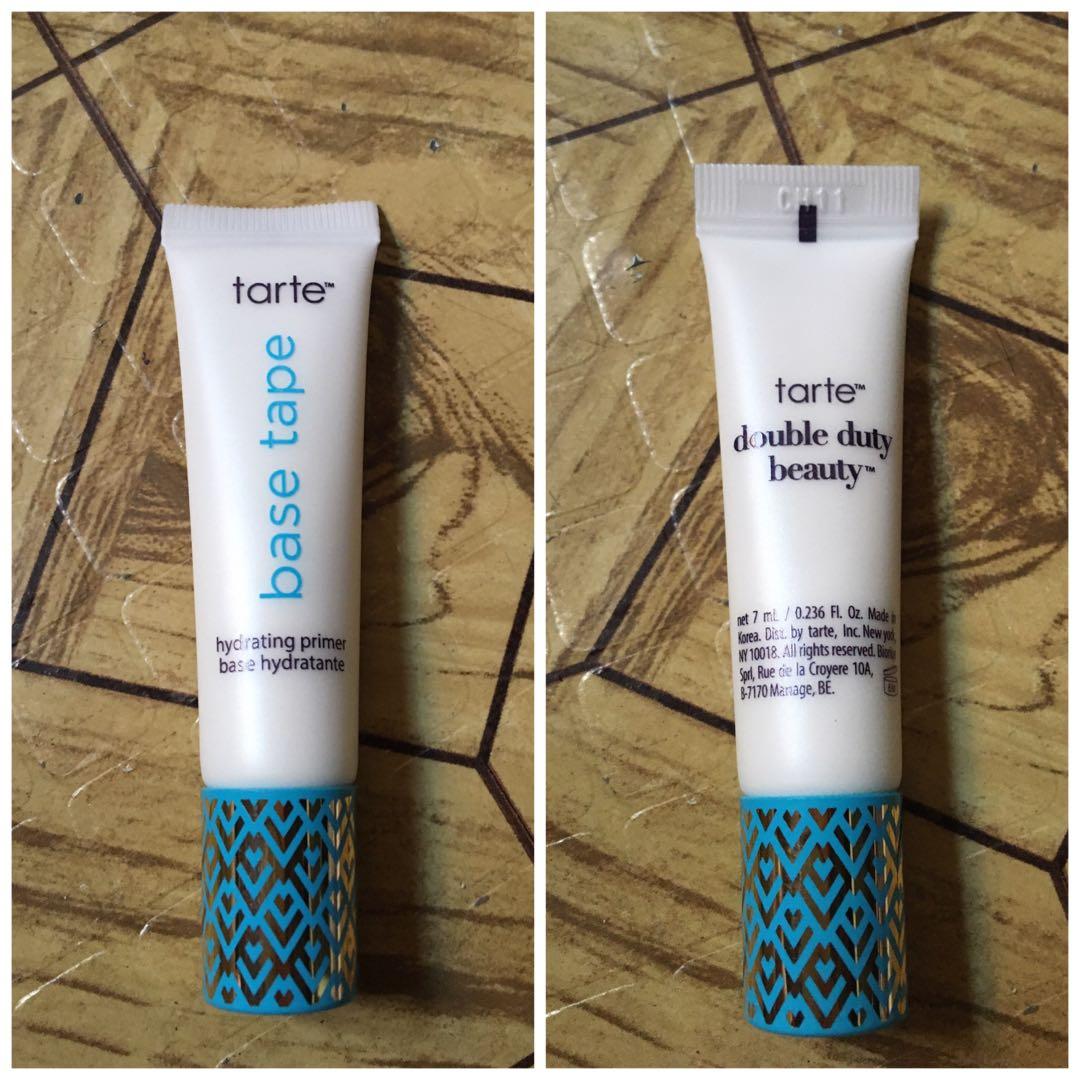 tarte™
base tape
hydrating primer
base hydratante
CH11
tarte™
double duty
beauty™
net 7 mL / 0.236 Fl. Oz. Made in
Korea. Dist. by tarte, Inc. New york,
NY 10018. All rights reserved.
Sprl, Rue de la Croyere 10A,
B-7170 Manage, BE.